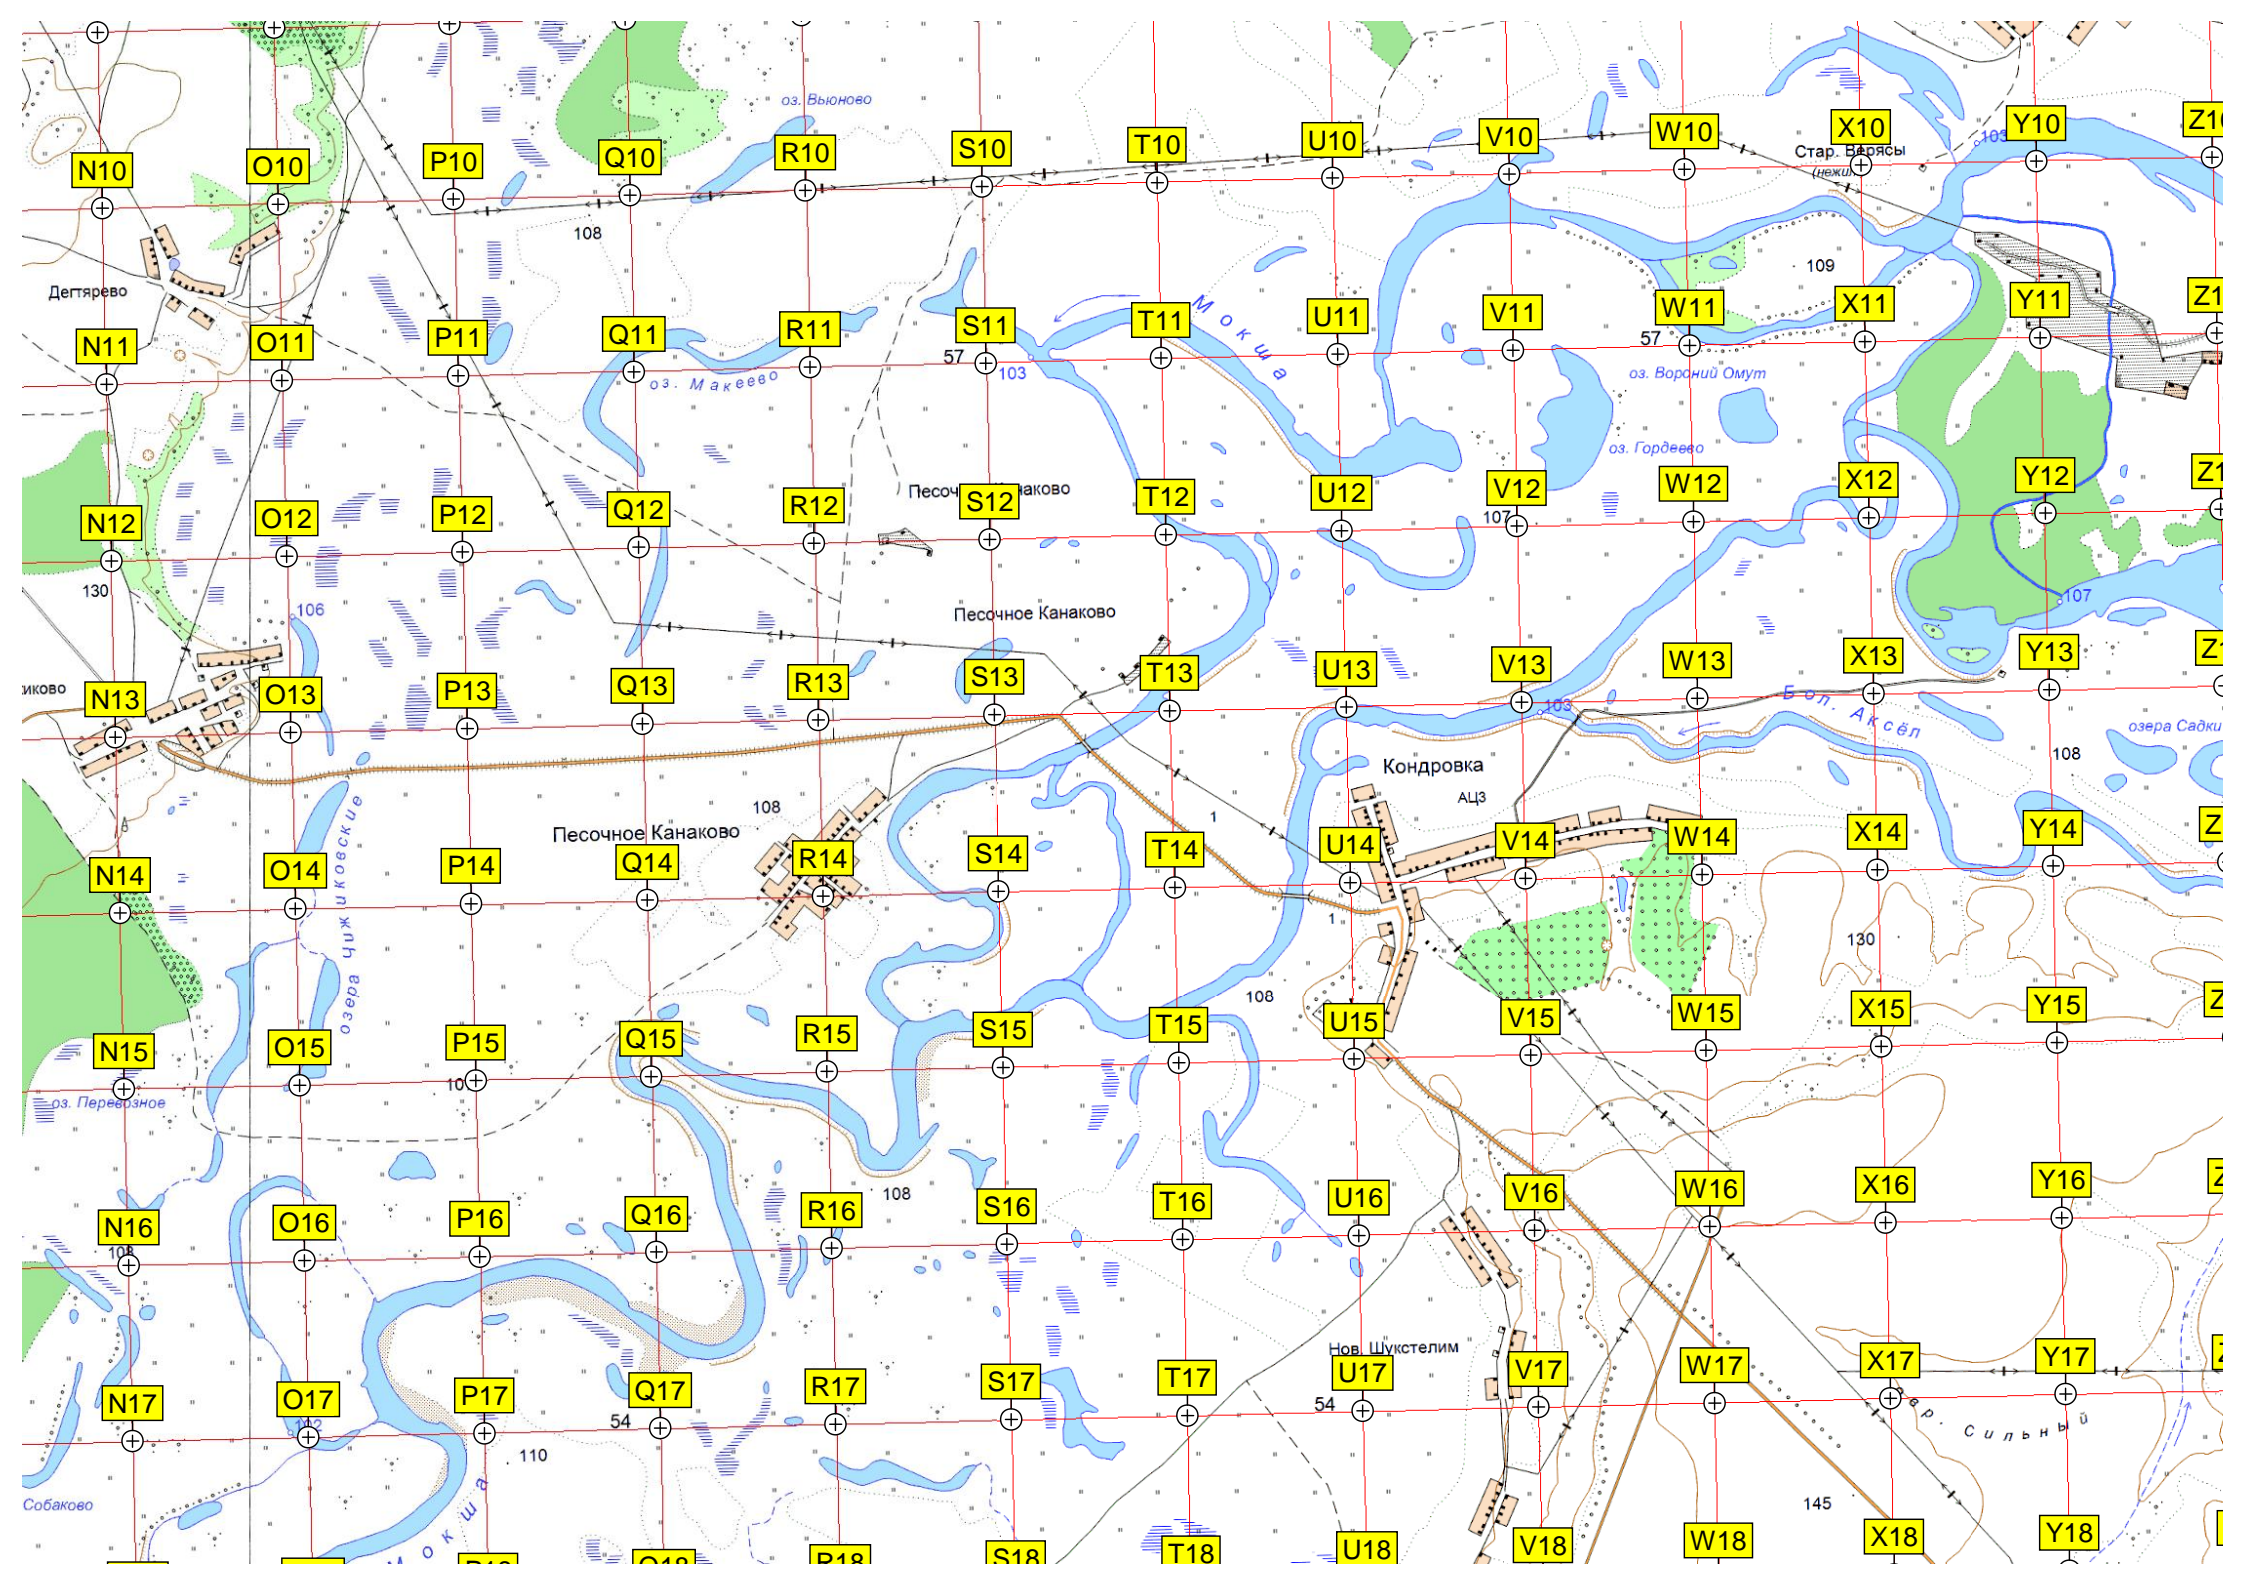 оз. Вьюново
N10 O10 P10 Q10 R10 S10 T10 U10 V10 W10 X10 Y10
103
Стар. Верясы
108
109
Дегтярево
Мокша
N11 O11 P11 Q11 R11 S11 T11 U11 V11 W11 X11 Y11
57
57
103
оз. Макеево
оз. Вороний Омут
оз. Гордеево
N12 O12 P12 Q12 R12 S12 T12 U12 V12 W12 X12 Y12
107
130
106
107
Песочное Канаково
N13 O13 P13 Q13 R13 S13 T13 U13 V13 W13 X13 Y13
103
Бол. Аксёл
озера Садки
108
Кондровка
АЦЗ
108
1
Песочное Канаково
озера Чижиковские
N14 O14 P14 Q14 R14 S14 T14 U14 V14 W14 X14 Y14
1
130
108
N15 O15 P15 Q15 R15 S15 T15 U15 V15 W15 X15 Y15
оз. Перевозное
108
N16 O16 P16 Q16 R16 S16 T16 U16 V16 W16 X16 Y16
Нов. Шукстелим
N17 O17 P17 Q17 R17 S17 T17 U17 V17 W17 X17 Y17
54
54
110
Собаково
Мокша
145
T18 U18 V18 W18 X18 Y18